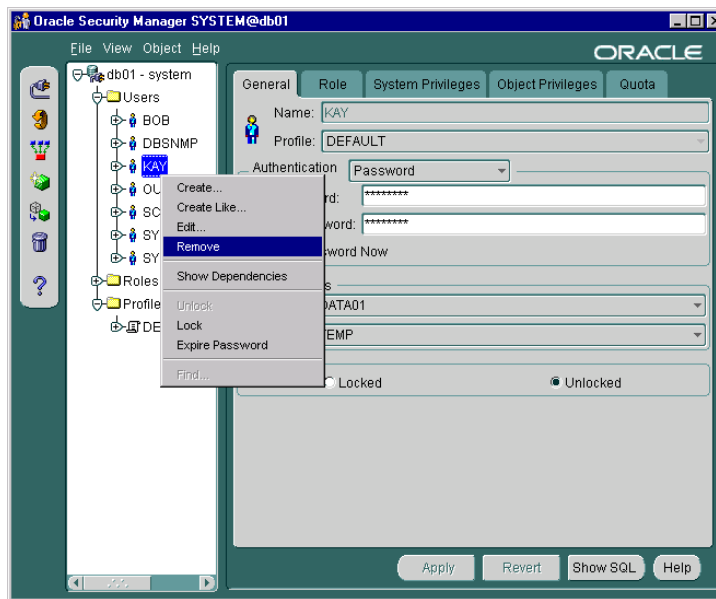 Oracle Security Manager SYSTEM@db01
File View Object Help
ORACLE
db01 - system
Users
BOB
DBSNMP
KAY
OU
SC
SY
SY
Roles
Profile
DE
Create...
Create Like...
Edit...
Remove
Show Dependencies
Unlock
Lock
Expire Password
Find...
General Role System Privileges Object Privileges Quota
Name: KAY
Profile: DEFAULT
Authentication Password
rd: ********
word: ********
sword Now
s
DATA01
TEMP
Locked Unlocked
Apply Revert Show SQL Help